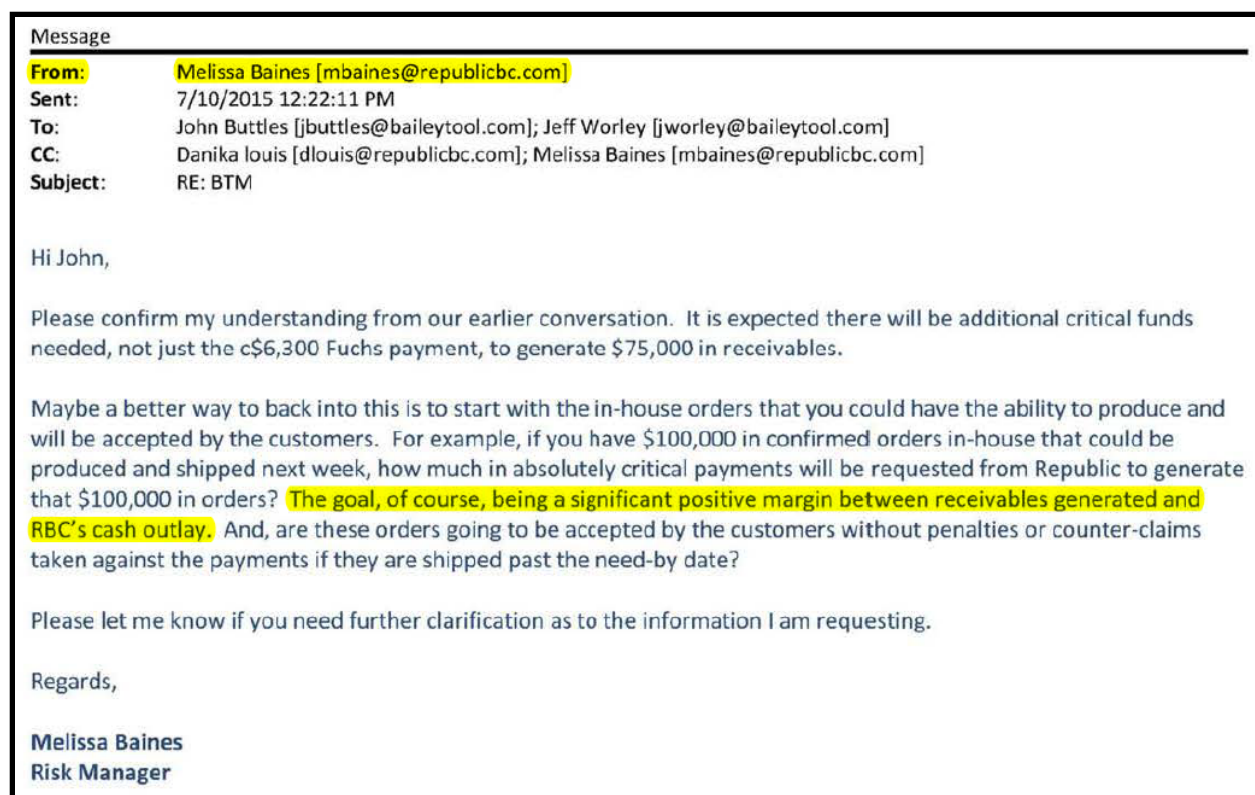 Message
From: Melissa Baines [mbaines@republicbc.com]
Sent: 7/10/2015 12:22:11 PM
To: John Buttles [jbuttles@baileytool.com]; Jeff Worley [jworley@baileytool.com]
CC: Danika louis [dlouis@republicbc.com]; Melissa Baines [mbaines@republicbc.com]
Subject: RE: BTM
Hi John,
Please confirm my understanding from our earlier conversation. It is expected there will be additional critical funds
needed, not just the c$6,300 Fuchs payment, to generate $75,000 in receivables.
Maybe a better way to back into this is to start with the in-house orders that you could have the ability to produce and
will be accepted by the customers. For example, if you have $100,000 in confirmed orders in-house that could be
produced and shipped next week, how much in absolutely critical payments will be requested from Republic to generate
that $100,000 in orders? The goal, of course, being a significant positive margin between receivables generated and
RBC's cash outlay. And, are these orders going to be accepted by the customers without penalties or counter-claims
taken against the payments if they are shipped past the need-by date?
Please let me know if you need further clarification as to the information I am requesting.
Regards,
Melissa Baines
Risk Manager